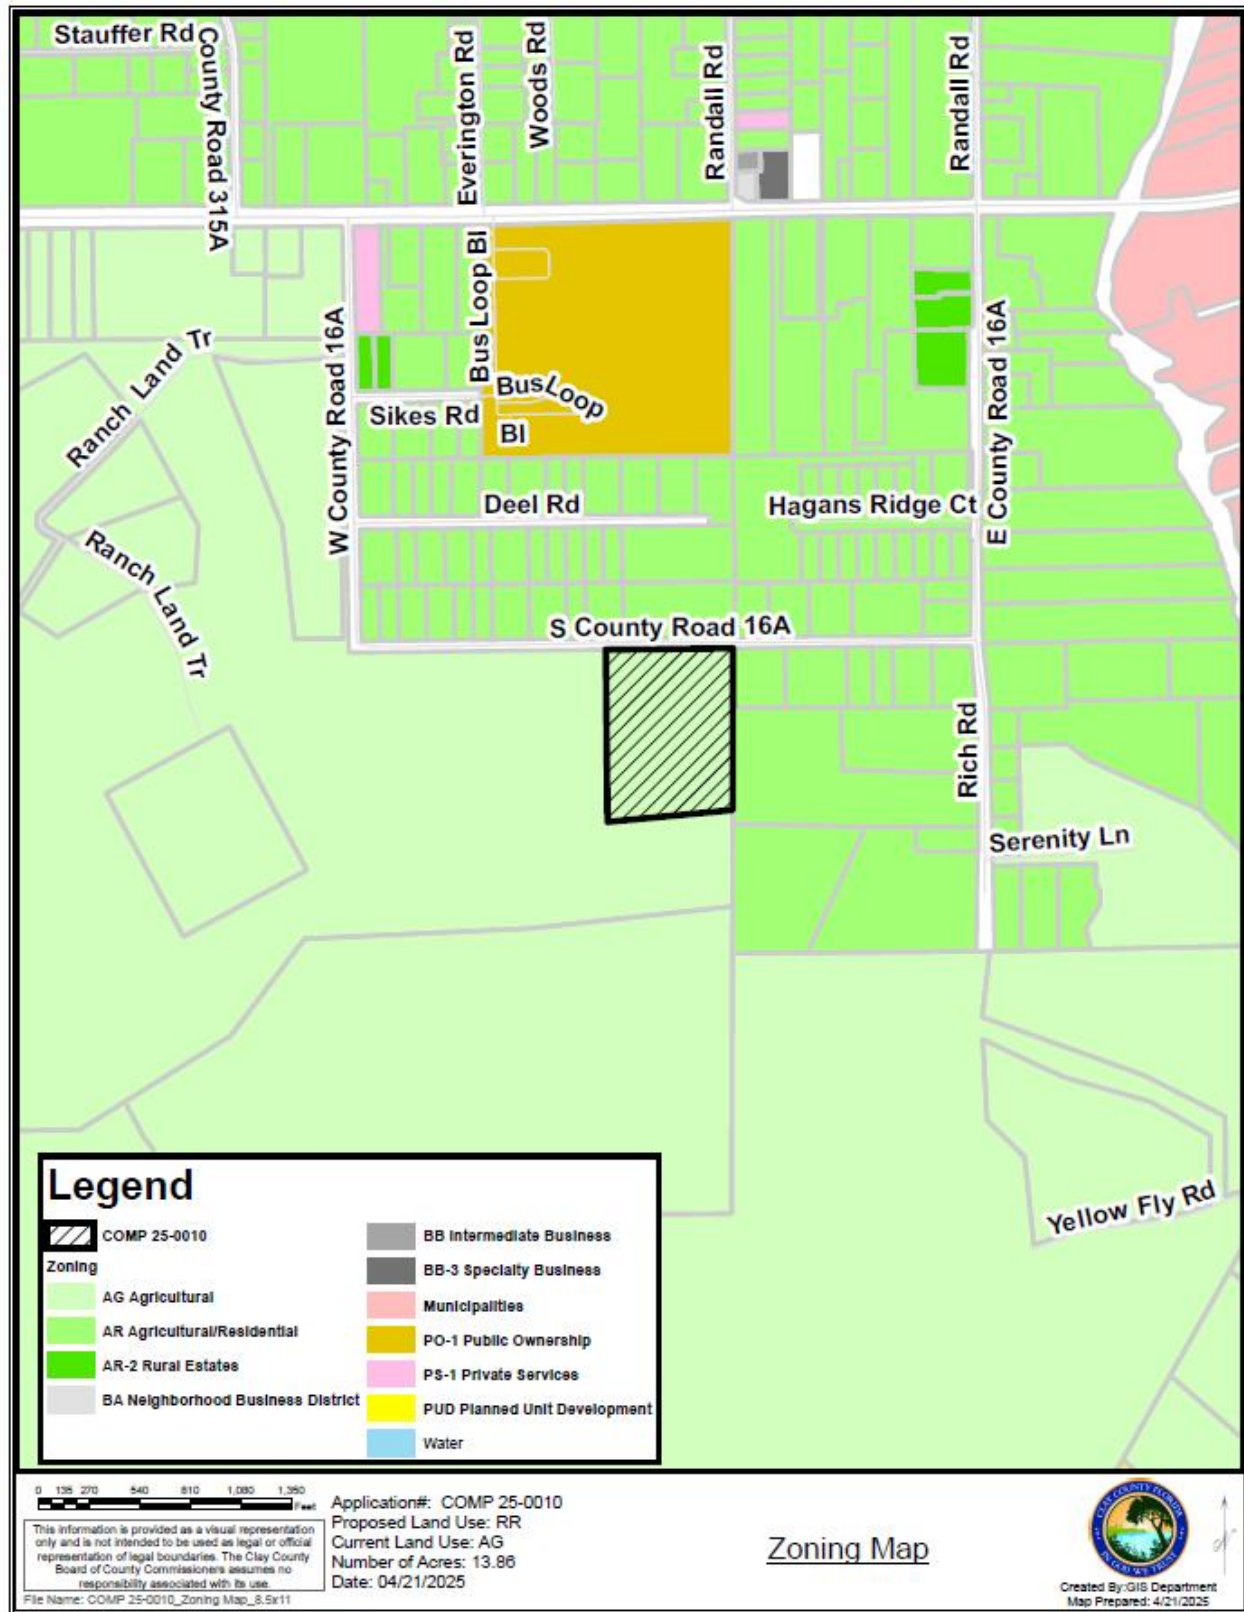 Stauffer Rd
County Road 315A
Everington Rd
Woods Rd
Randall Rd
Randall Rd
Bus Loop Bl
W County Road 16A
E County Road 16A
Ranch Land Tr
Bus Loop
Bl
Sikes Rd
Deel Rd
Hagans Ridge Ct
Ranch Land Tr
S County Road 16A
Rich Rd
Serenity Ln
Yellow Fly Rd
Legend
COMP 25-0010
Zoning
AG Agricultural
AR Agricultural/Residential
AR-2 Rural Estates
BA Neighborhood Business District
BB Intermediate Business
BB-3 Specialty Business
Municipalities
PO-1 Public Ownership
PS-1 Private Services
PUD Planned Unit Development
Water
0 135 270 540 810 1,080 1,350
Feet
This information is provided as a visual representation
only and is not intended to be used as legal or official
representation of legal boundaries. The Clay County
Board of County Commissioners assumes no
responsibility associated with its use.
File Name: COMP 25-0010_Zoning Map_8.5x11
Application#: COMP 25-0010
Proposed Land Use: RR
Current Land Use: AG
Number of Acres: 13.86
Date: 04/21/2025
Zoning Map
CLAY COUNTY FLORIDA
IN GOD WE TRUST
N
Created By:GIS Department
Map Prepared: 4/21/2025